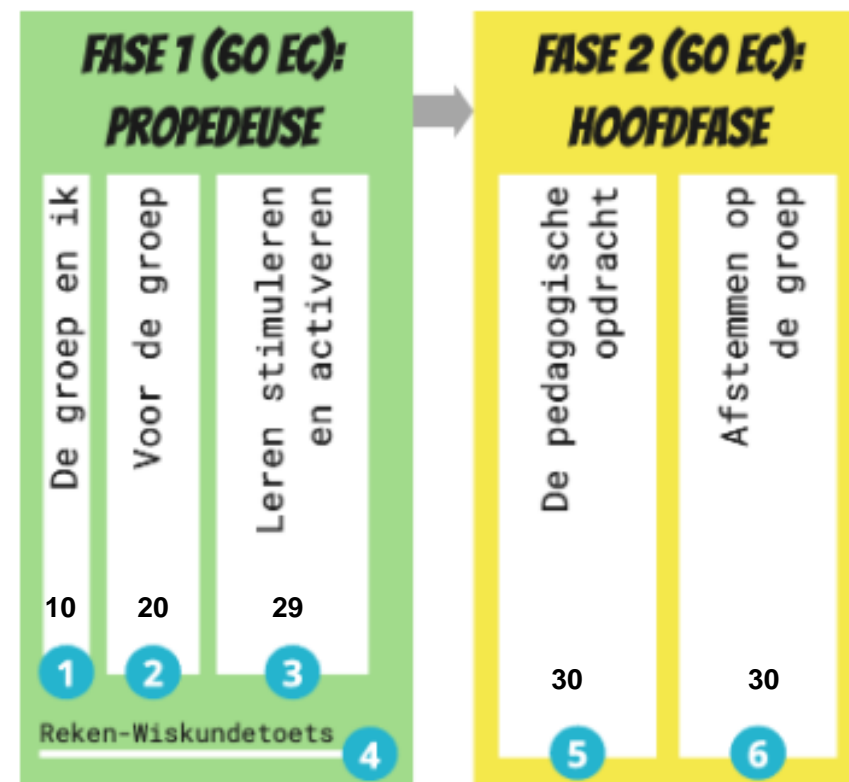 FASE 1 (60 EC):
PROPEDEUSE
De groep en ik
10
1
Voor de groep
20
2
Leren stimuleren
en activeren
29
3
Reken-Wiskundetoets
4
FASE 2 (60 EC):
HOOFDFASE
De pedagogische
opdracht
30
5
Afstemmen op
de groep
30
6